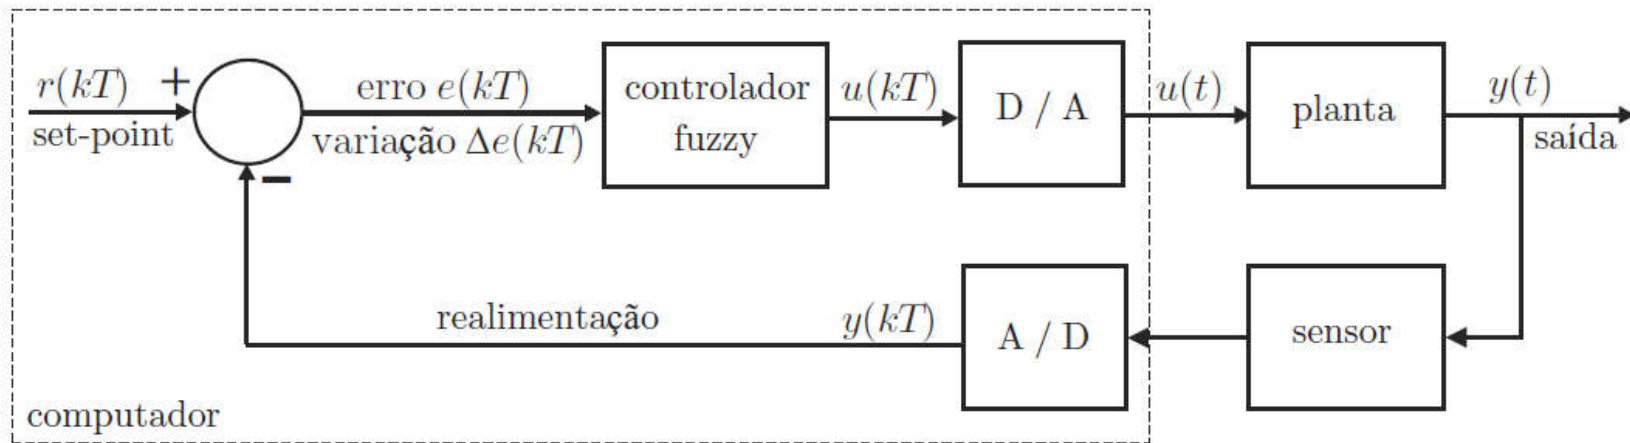 r(kT)
+
set-point
erro e(kT)
variação Δe(kT)
controlador
fuzzy
u(kT)
D / A
u(t)
planta
y(t)
saída
−
realimentação
y(kT)
A / D
sensor
computador